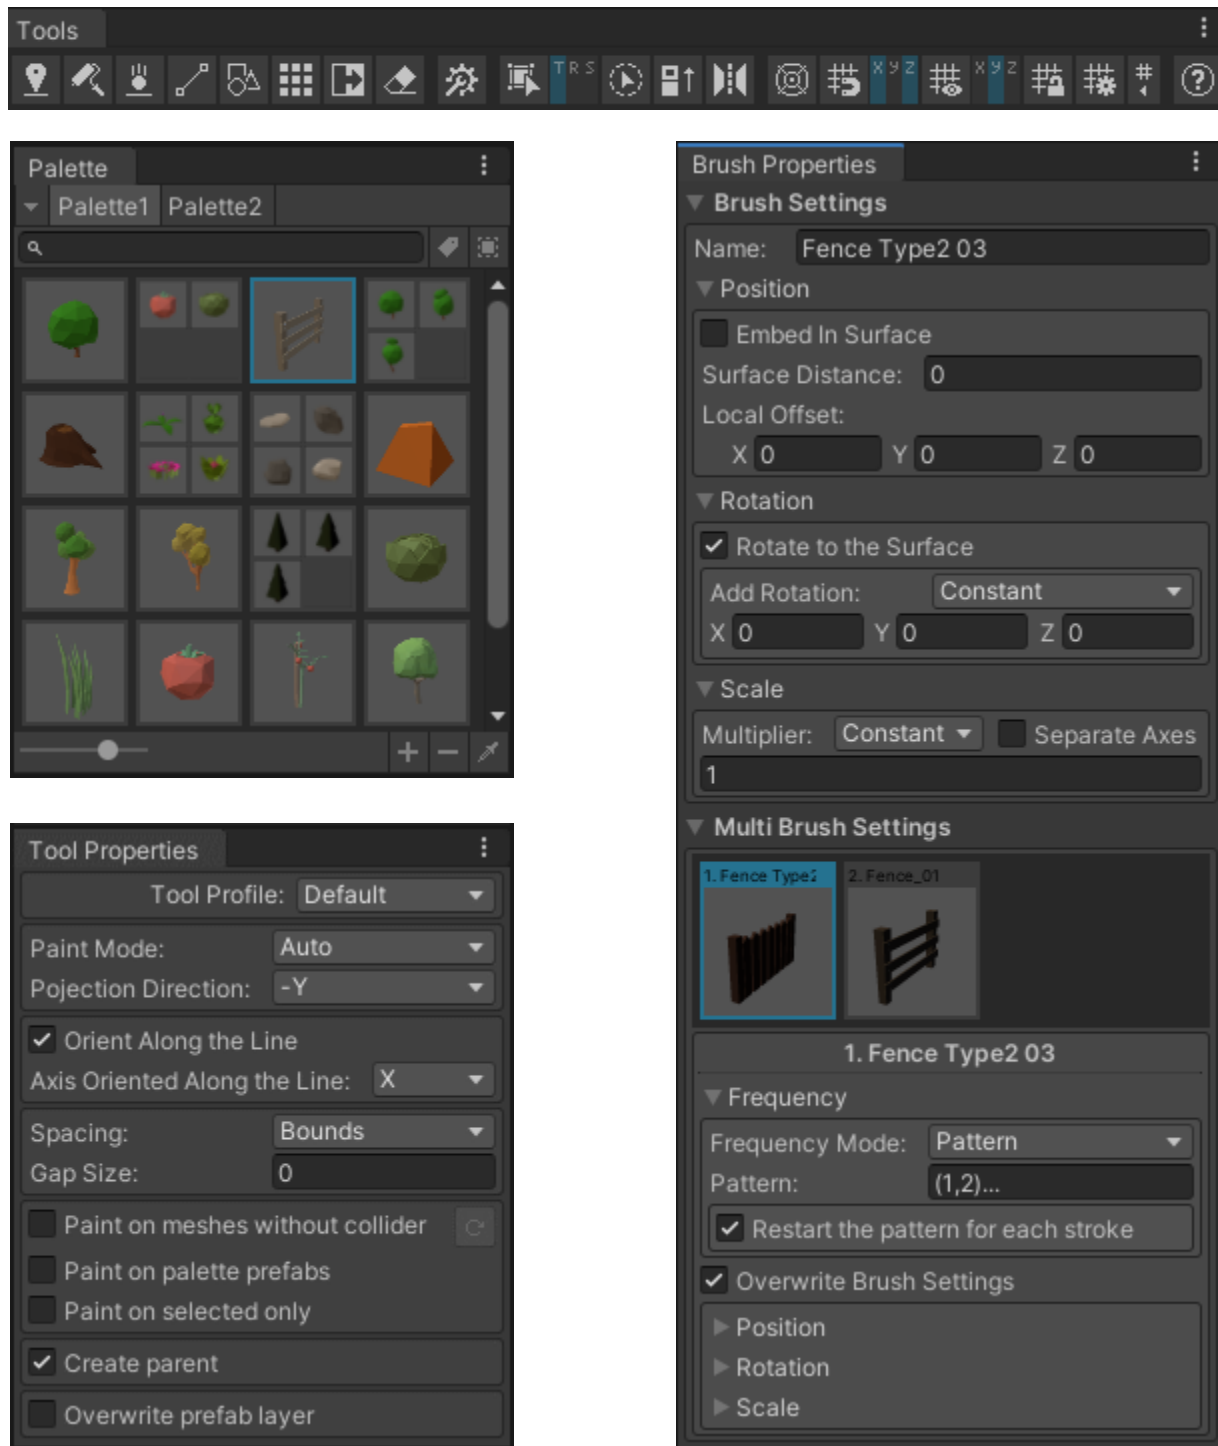 Tools
T R S
X Y Z
X Y Z
#
?
Palette
Palette1 Palette2
Tool Properties
Tool Profile: Default
Paint Mode: Auto
Pojection Direction: -Y
Orient Along the Line
Axis Oriented Along the Line: X
Spacing: Bounds
Gap Size: 0
Paint on meshes without collider
Paint on palette prefabs
Paint on selected only
Create parent
Overwrite prefab layer
Brush Properties
Brush Settings
Name: Fence Type2 03
Position
Embed In Surface
Surface Distance: 0
Local Offset:
X 0 Y 0 Z 0
Rotation
Rotate to the Surface
Add Rotation: Constant
X 0 Y 0 Z 0
Scale
Multiplier: Constant Separate Axes
1
Multi Brush Settings
1. Fence Type2 2. Fence_01
1. Fence Type2 03
Frequency
Frequency Mode: Pattern
Pattern: (1,2)...
Restart the pattern for each stroke
Overwrite Brush Settings
Position
Rotation
Scale